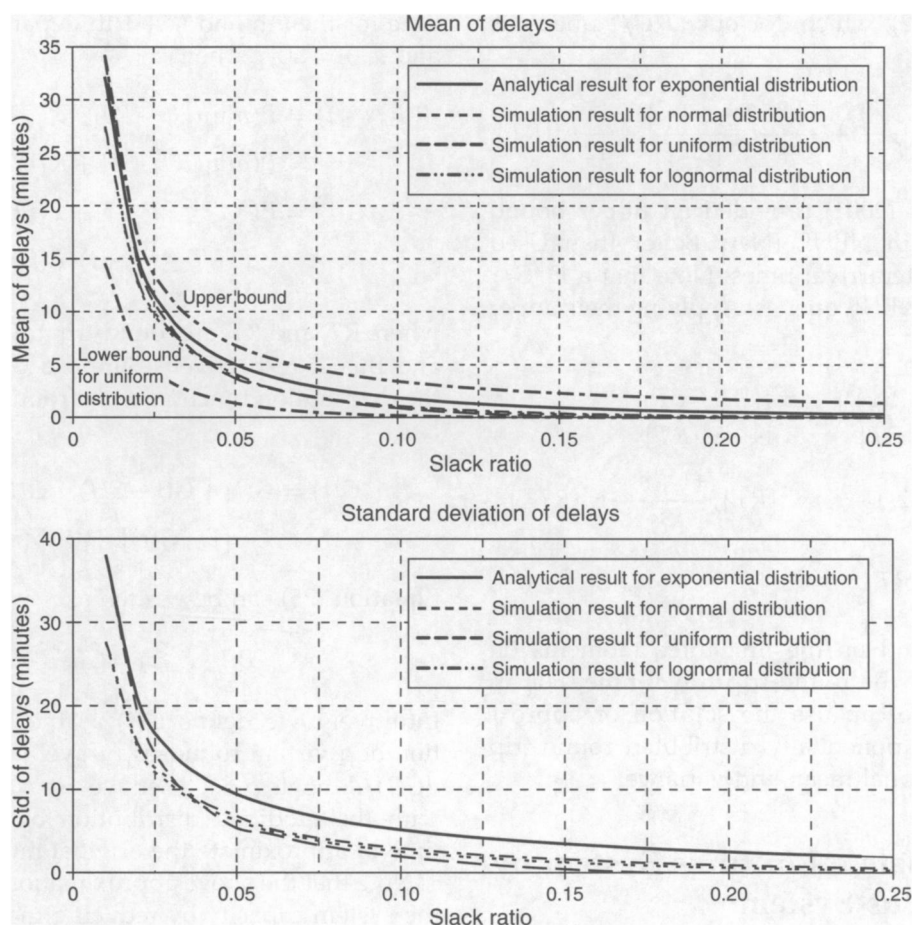 Mean of delays
35
30
25
20
15
10
5
0
Mean of delays (minutes)
Analytical result for exponential distribution
Simulation result for normal distribution
Simulation result for uniform distribution
Simulation result for lognormal distribution
Upper bound
Lower bound
for uniform
distribution
0 0.05 0.10 0.15 0.20 0.25
Slack ratio
Standard deviation of delays
40
30
20
10
0
Std. of delays (minutes)
Analytical result for exponential distribution
Simulation result for normal distribution
Simulation result for uniform distribution
Simulation result for lognormal distribution
0 0.05 0.10 0.15 0.20 0.25
Slack ratio